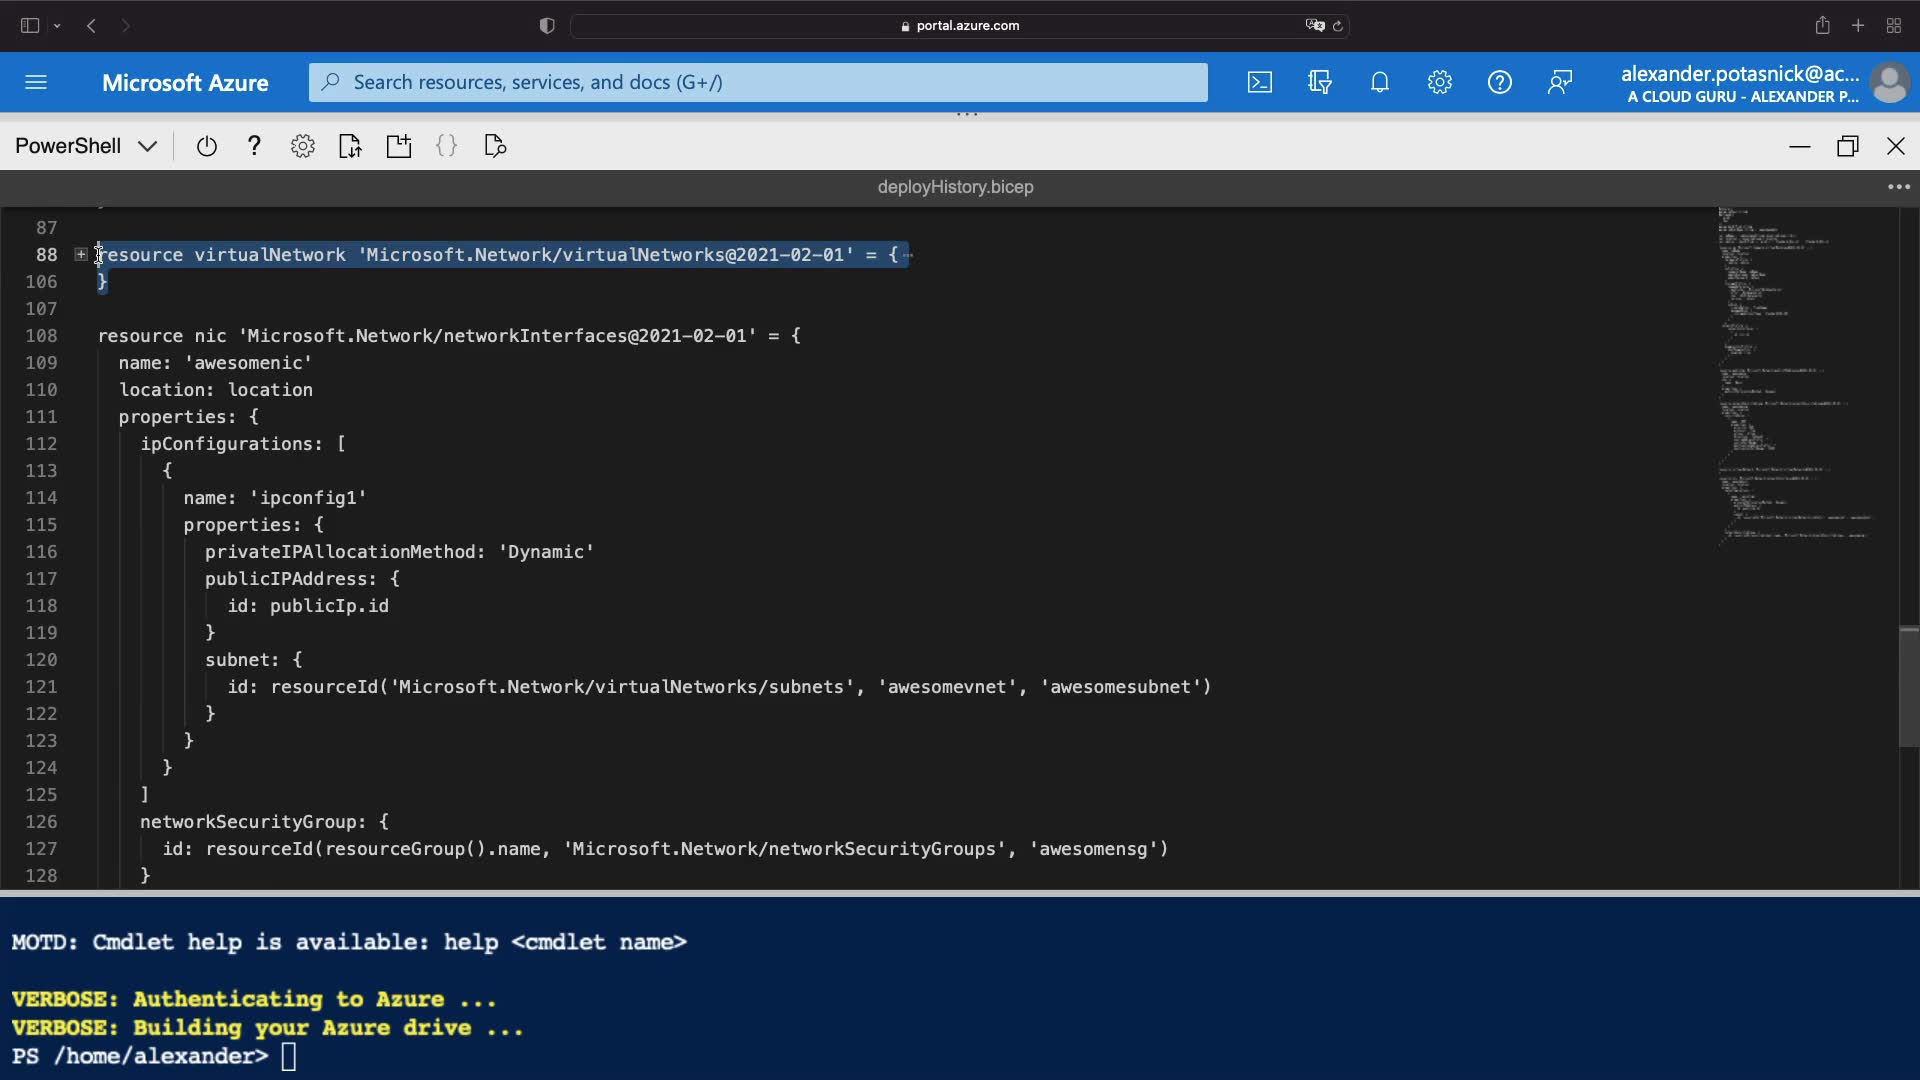 portal.azure.com
Microsoft Azure
Search resources, services, and docs (G+/)
alexander.potasnick@ac...
A CLOUD GURU - ALEXANDER P...
PowerShell
deployHistory.bicep
87
88 resource virtualNetwork 'Microsoft.Network/virtualNetworks@2021-02-01' = {
106 }
107
108 resource nic 'Microsoft.Network/networkInterfaces@2021-02-01' = {
109 name: 'awesomenic'
110 location: location
111 properties: {
112 ipConfigurations: [
113 {
114 name: 'ipconfig1'
115 properties: {
116 privateIPAllocationMethod: 'Dynamic'
117 publicIPAddress: {
118 id: publicIp.id
119 }
120 subnet: {
121 id: resourceId('Microsoft.Network/virtualNetworks/subnets', 'awesomevnet', 'awesomesubnet')
122 }
123 }
124 }
125 ]
126 networkSecurityGroup: {
127 id: resourceId(resourceGroup().name, 'Microsoft.Network/networkSecurityGroups', 'awesomensg')
128 }
MOTD: Cmdlet help is available: help <cmdlet name>
VERBOSE: Authenticating to Azure ...
VERBOSE: Building your Azure drive ...
PS /home/alexander>